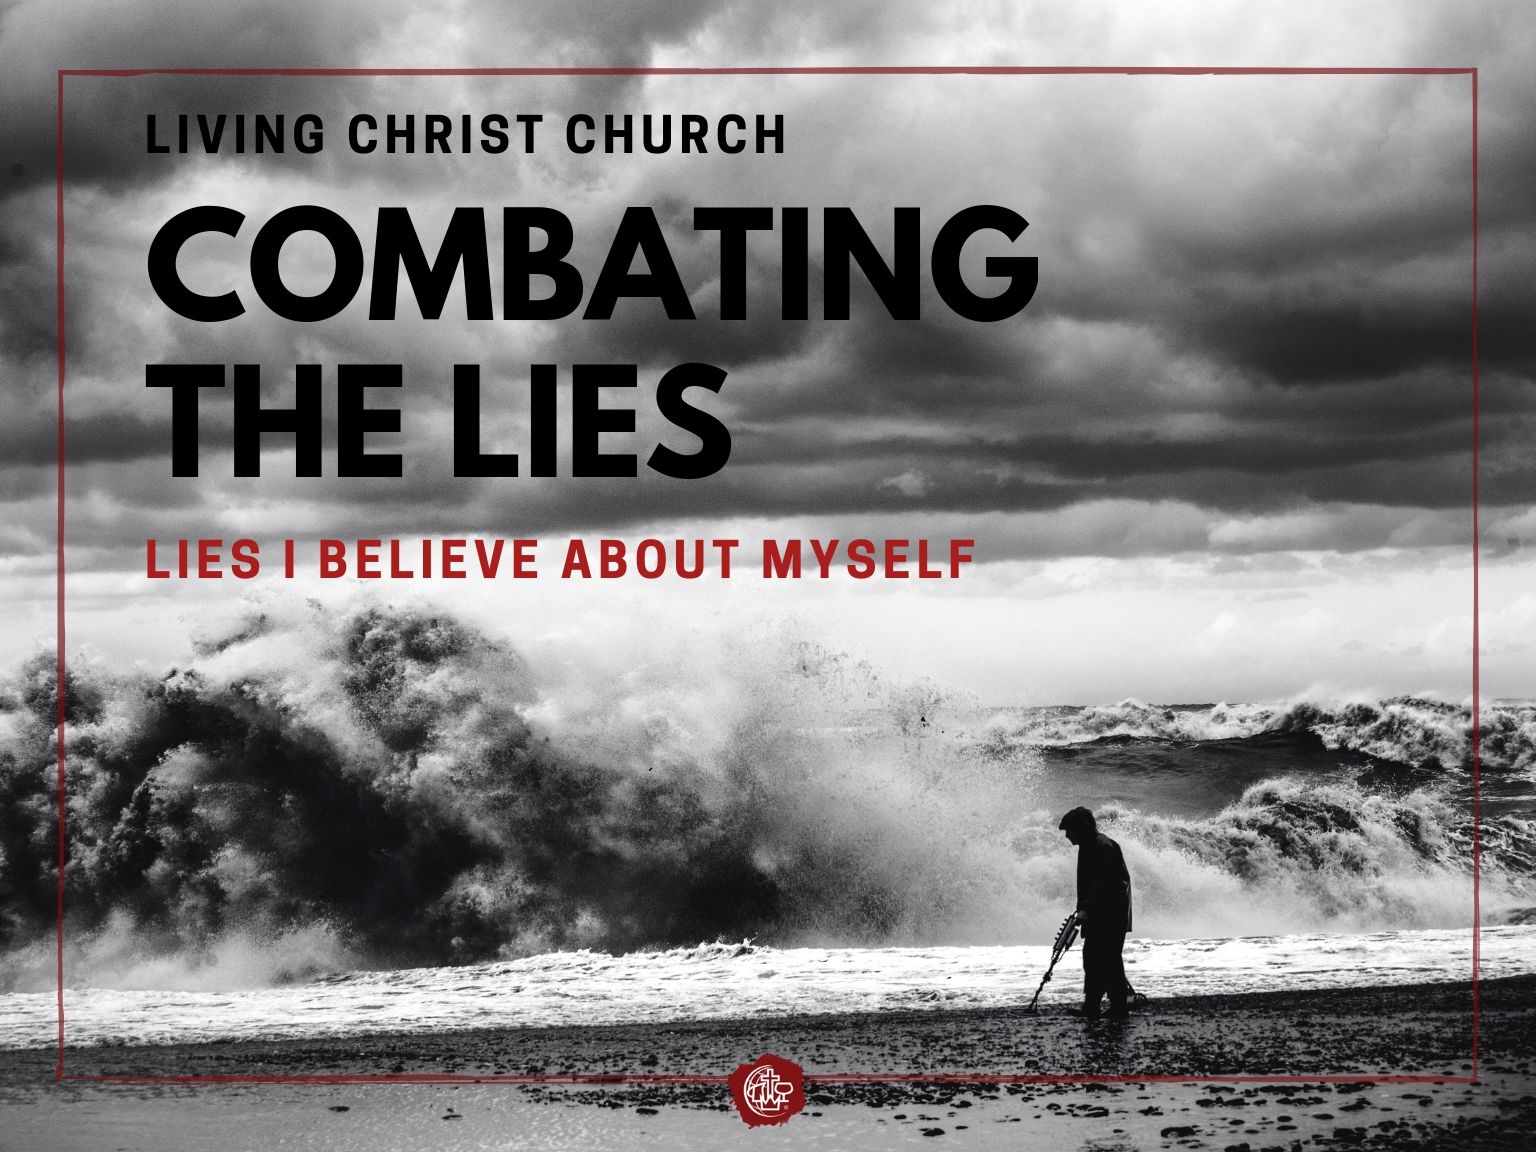 LIVING CHRIST CHURCH
COMBATING
THE LIES
LIES I BELIEVE ABOUT MYSELF